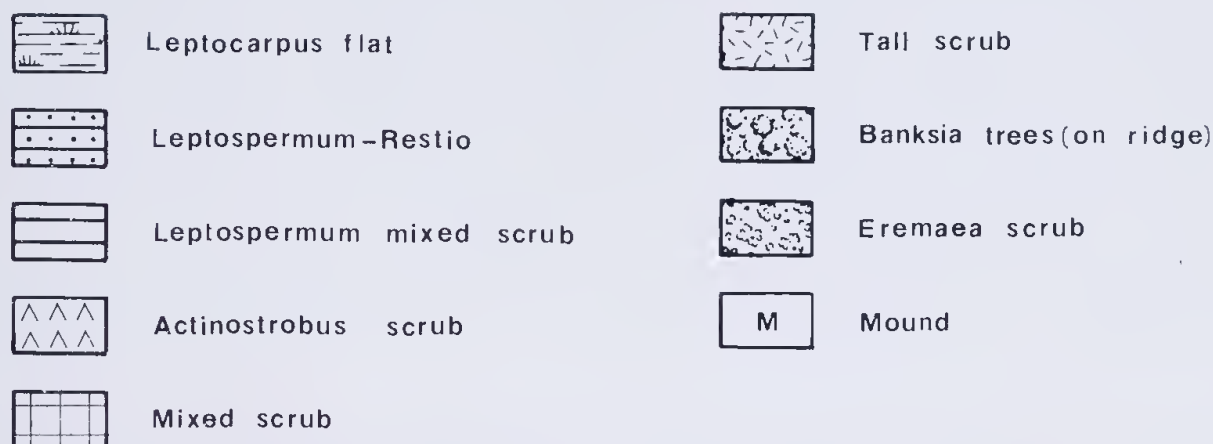 Leptocarpus flat
Leptospermum-Restio
Leptospermum mixed scrub
Actinostrobus scrub
Mixed scrub
Tall scrub
Banksia trees (on ridge)
Eremaea scrub
M Mound